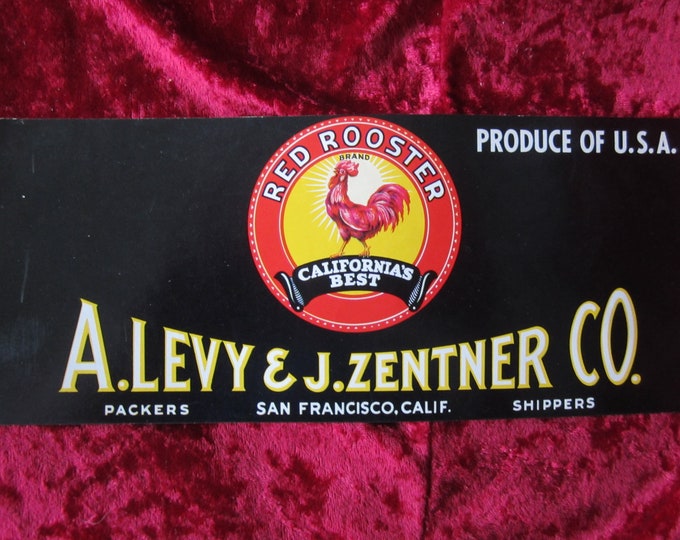 PRODUCE OF U.S.A.
RED ROOSTER
BRAND
CALIFORNIA'S
BEST
A. LEVY & J. ZENTNER CO.
PACKERS SAN FRANCISCO, CALIF. SHIPPERS